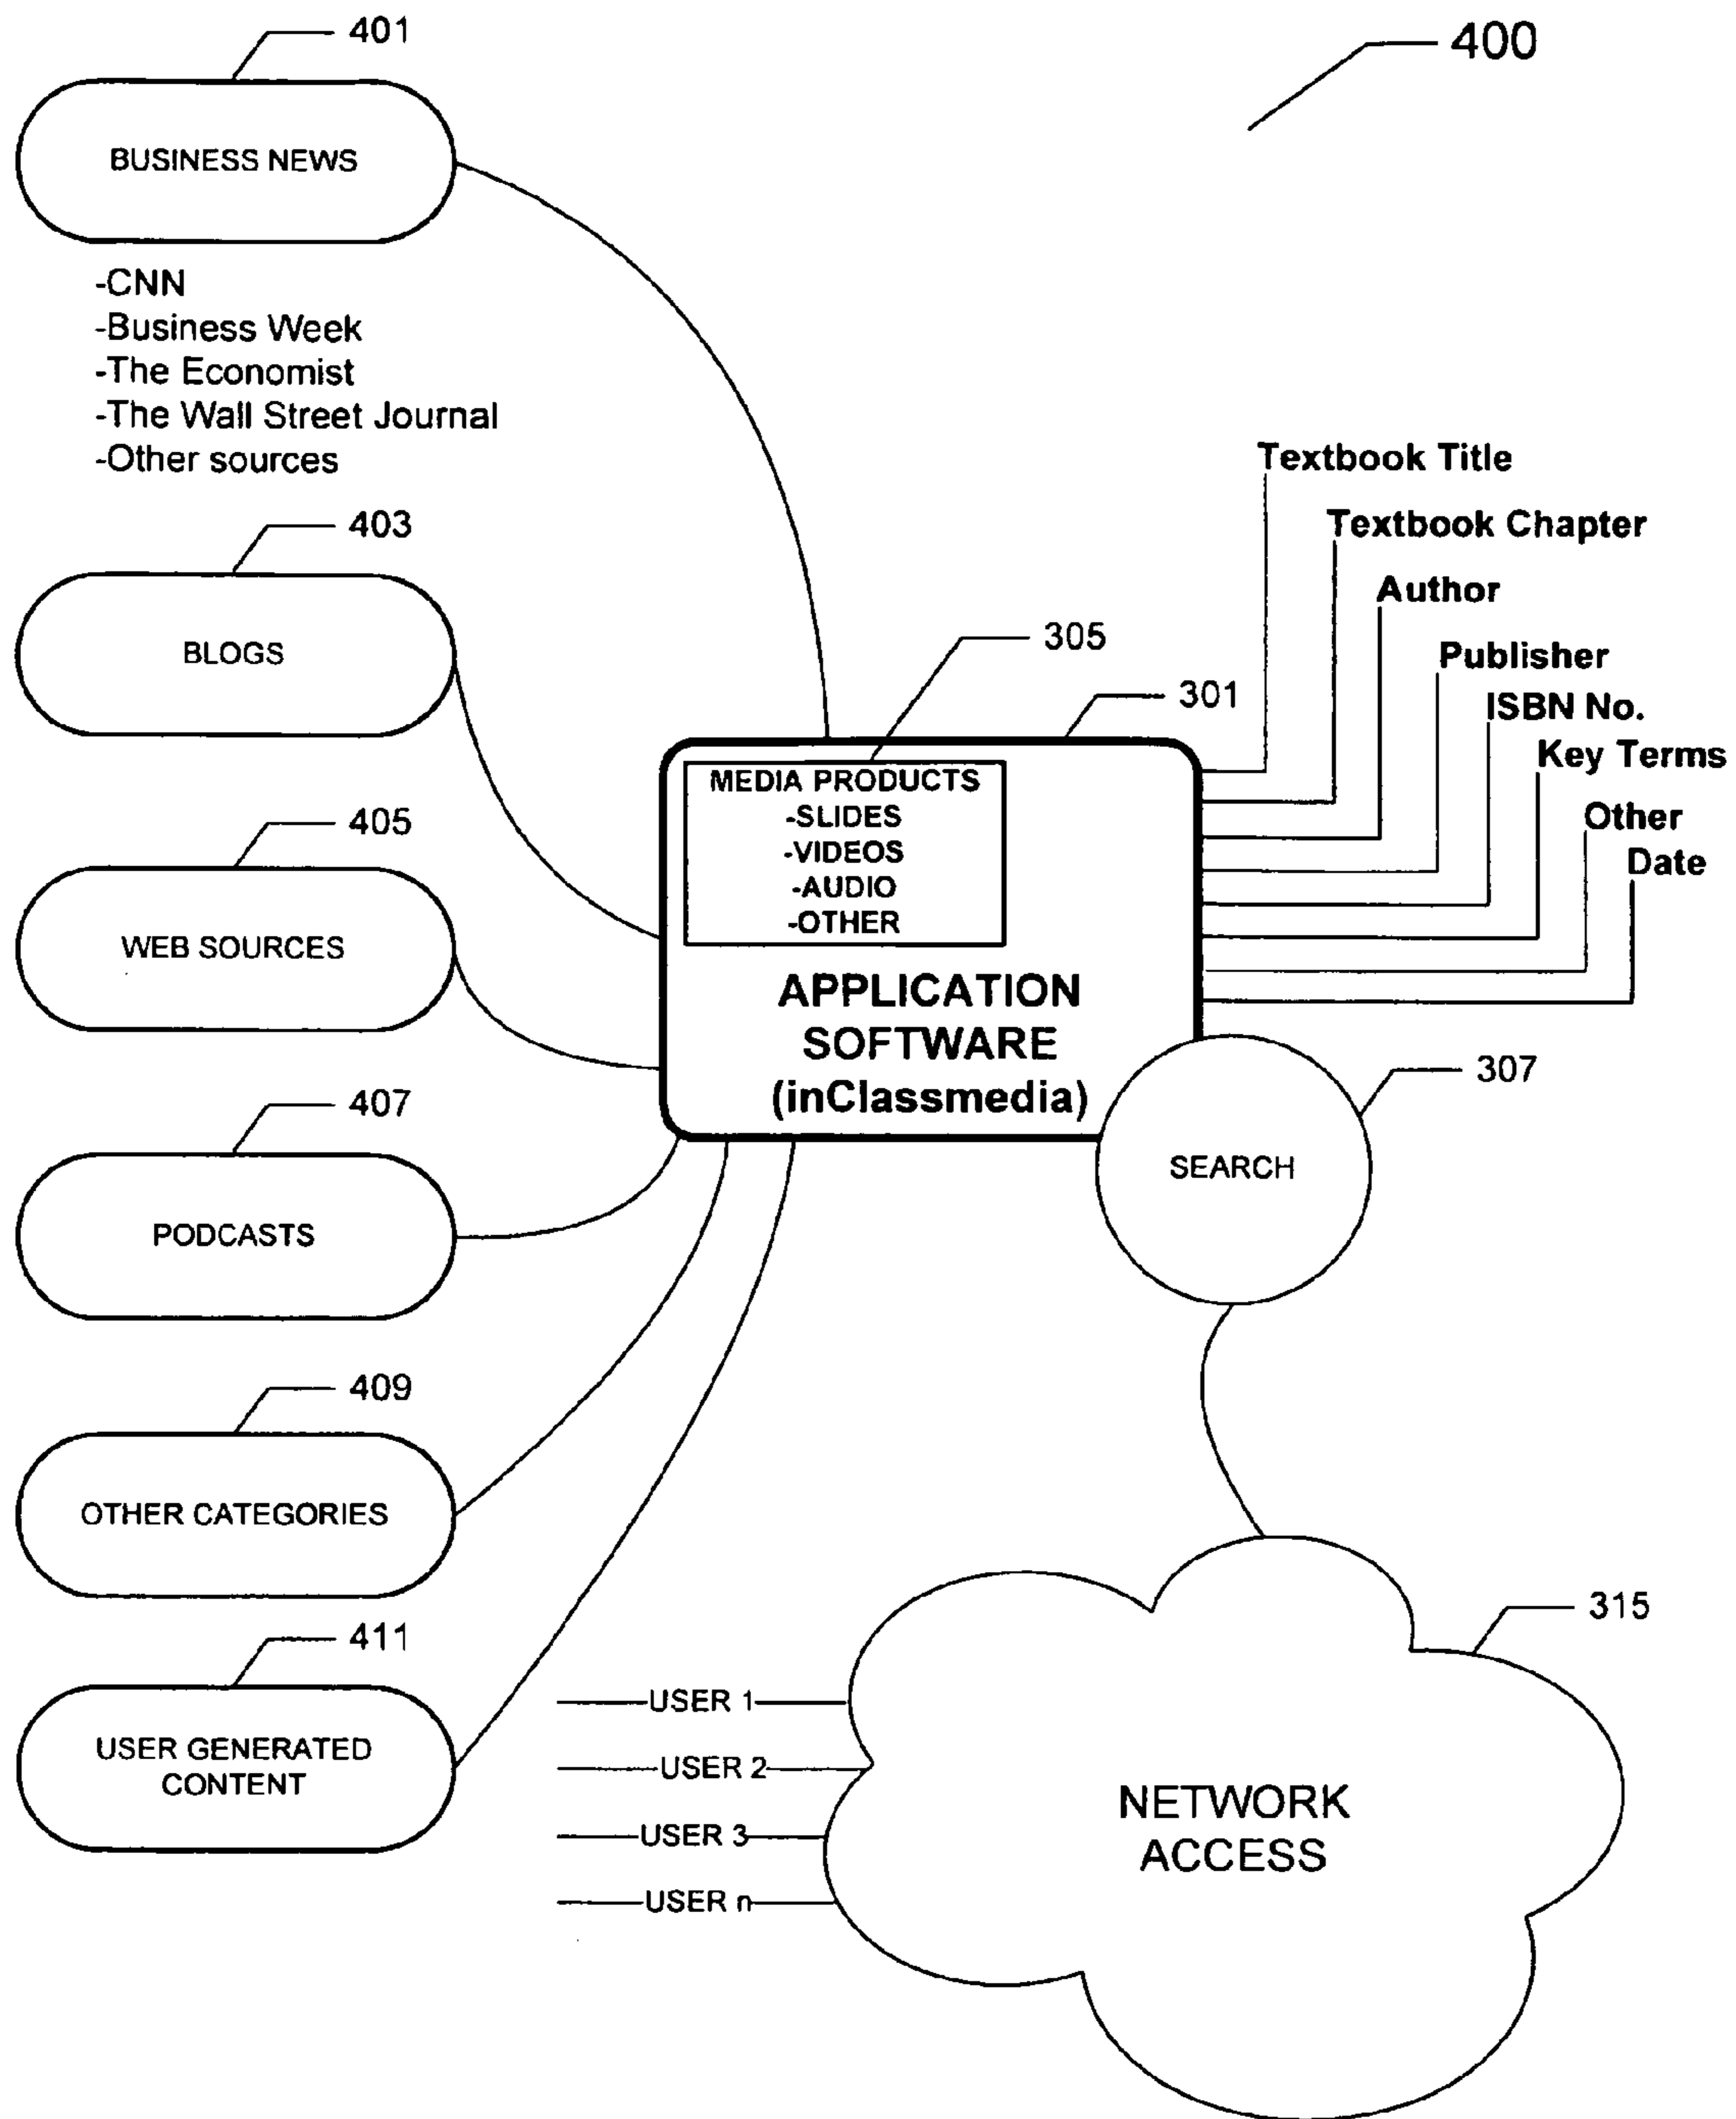 401
400
BUSINESS NEWS
-CNN
-Business Week
-The Economist
-The Wall Street Journal
-Other sources
403
BLOGS
405
WEB SOURCES
407
PODCASTS
409
OTHER CATEGORIES
411
USER GENERATED
CONTENT
305
301
MEDIA PRODUCTS
-SLIDES
-VIDEOS
-AUDIO
-OTHER
APPLICATION
SOFTWARE
(inClassmedia)
Textbook Title
Textbook Chapter
Author
Publisher
ISBN No.
Key Terms
Other
Date
307
SEARCH
315
USER 1
USER 2
USER 3
USER n
NETWORK
ACCESS